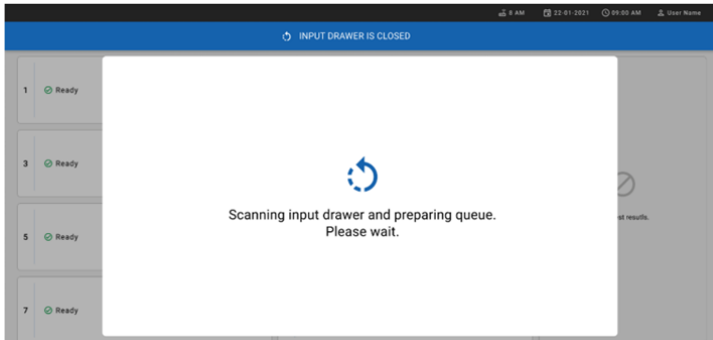 8 AM 22-01-2021 09:00 AM User Name
INPUT DRAWER IS CLOSED
1 Ready
3 Ready
Scanning input drawer and preparing queue.
Please wait.
st results.
5 Ready
7 Ready